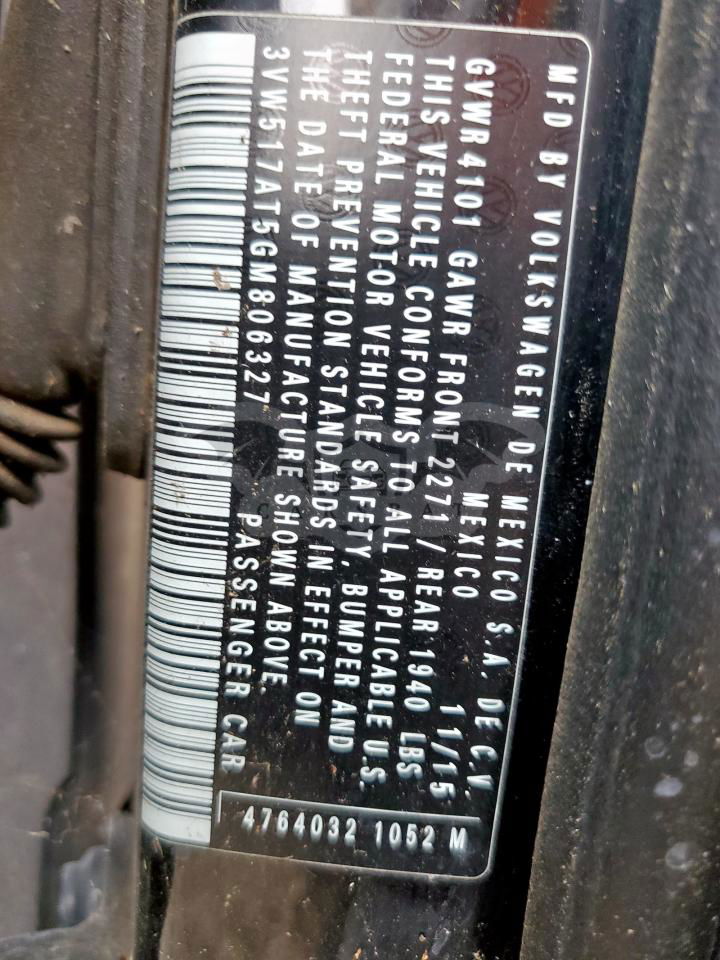 MFD BY VOLKSWAGEN DE MEXICO S.A. DE C.V
MEXICO 11/15
GVWR 4101 GAWR FRONT 2271 / REAR 1940 LBS
THIS VEHICLE CONFORMS TO ALL APPLICABLE U.S.
FEDERAL MOTOR VEHICLE SAFETY, BUMPER AND
THEFT PREVENTION STANDARDS IN EFFECT ON
THE DATE OF MANUFACTURE SHOWN ABOVE.
3VW517AT5GM806327 PASSENGER CAR
4764032 1052 M